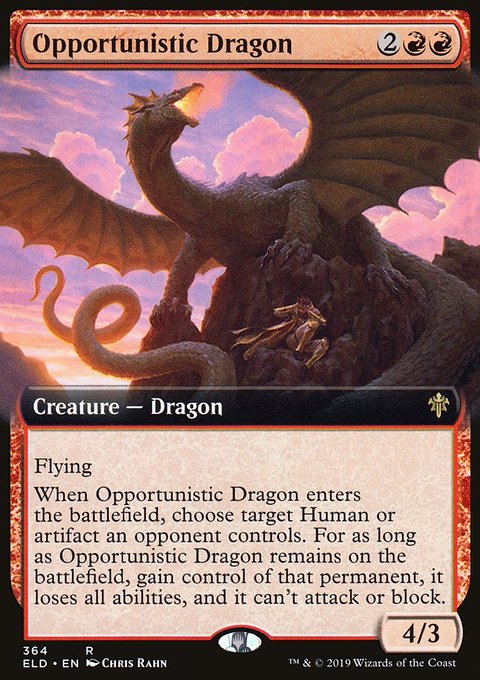 Opportunistic Dragon 2
Creature — Dragon
Flying
When Opportunistic Dragon enters
the battlefield, choose target Human or
artifact an opponent controls. For as long
as Opportunistic Dragon remains on the
battlefield, gain control of that permanent, it
loses all abilities, and it can't attack or block.
4/3
364 R
ELD • EN Chris Rahn
™ & © 2019 Wizards of the Coast